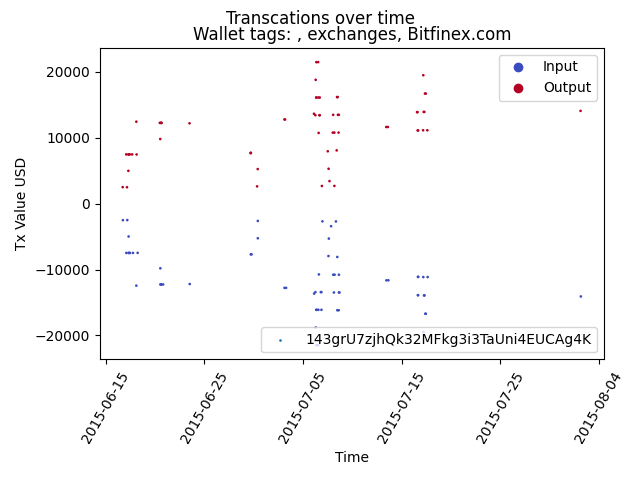 Transcations over time
Wallet tags: , exchanges, Bitfinex.com
Input
Output
20000
10000
0
−10000
−20000
Tx Value USD
143grU7zjhQk32MFkg3i3TaUni4EUCAg4K
2015-06-15
2015-06-25
2015-07-05
2015-07-15
2015-07-25
2015-08-04
Time